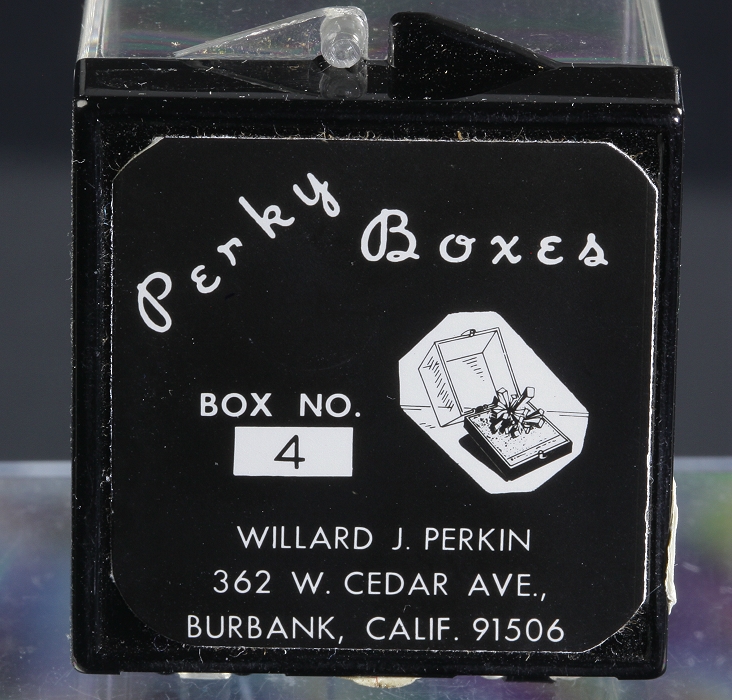 Perky Boxes
BOX NO.
4
WILLARD J. PERKIN
362 W. CEDAR AVE.,
BURBANK, CALIF. 91506